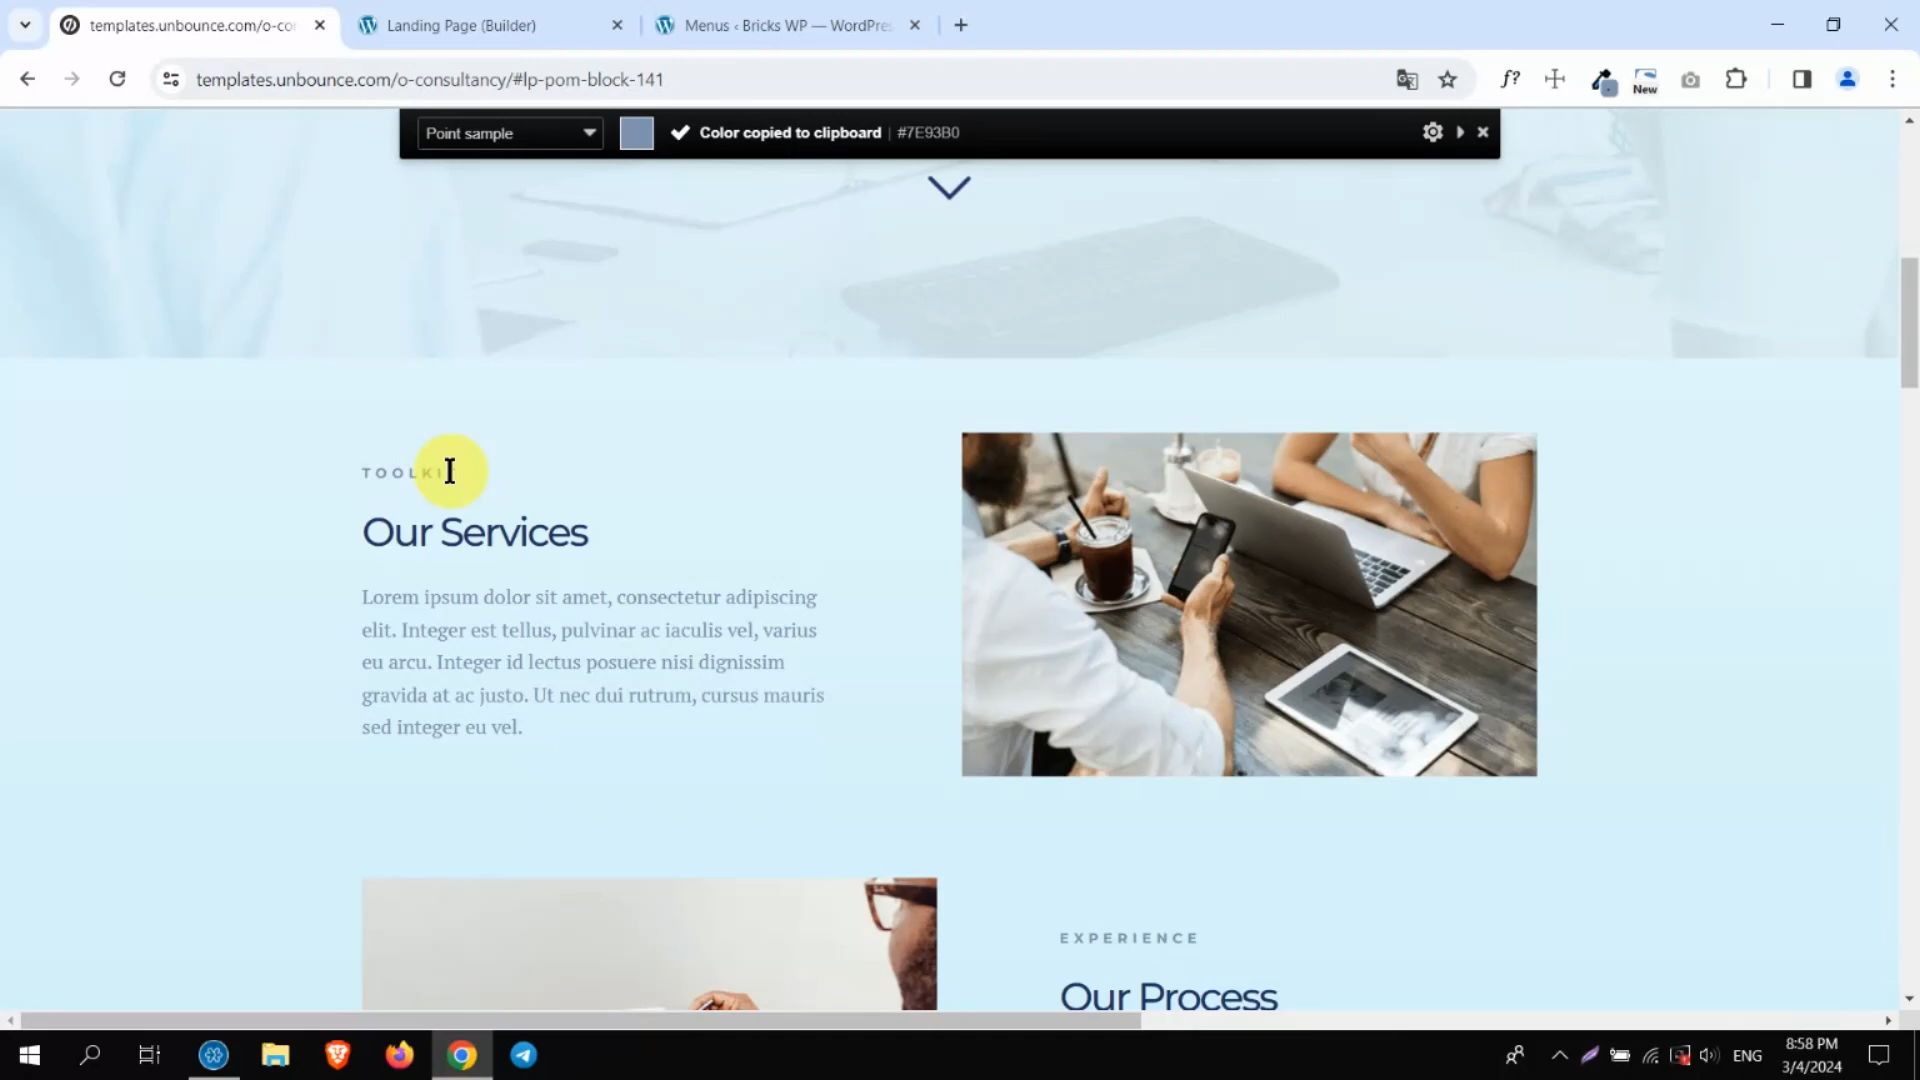 templates.unbounce.com/o-co
Landing Page (Builder)
Menus ‹ Bricks WP — WordPre
templates.unbounce.com/o-consultancy/#lp-pom-block-141
f?
New
Point sample
Color copied to clipboard | #7E93B0
TOOLKI
Our Services
Lorem ipsum dolor sit amet, consectetur adipiscing
elit. Integer est tellus, pulvinar ac iaculis vel, varius
eu arcu. Integer id lectus posuere nisi dignissim
gravida at ac justo. Ut nec dui rutrum, cursus mauris
sed integer eu vel.
EXPERIENCE
Our Process
ENG
8:58 PM
3/4/2024